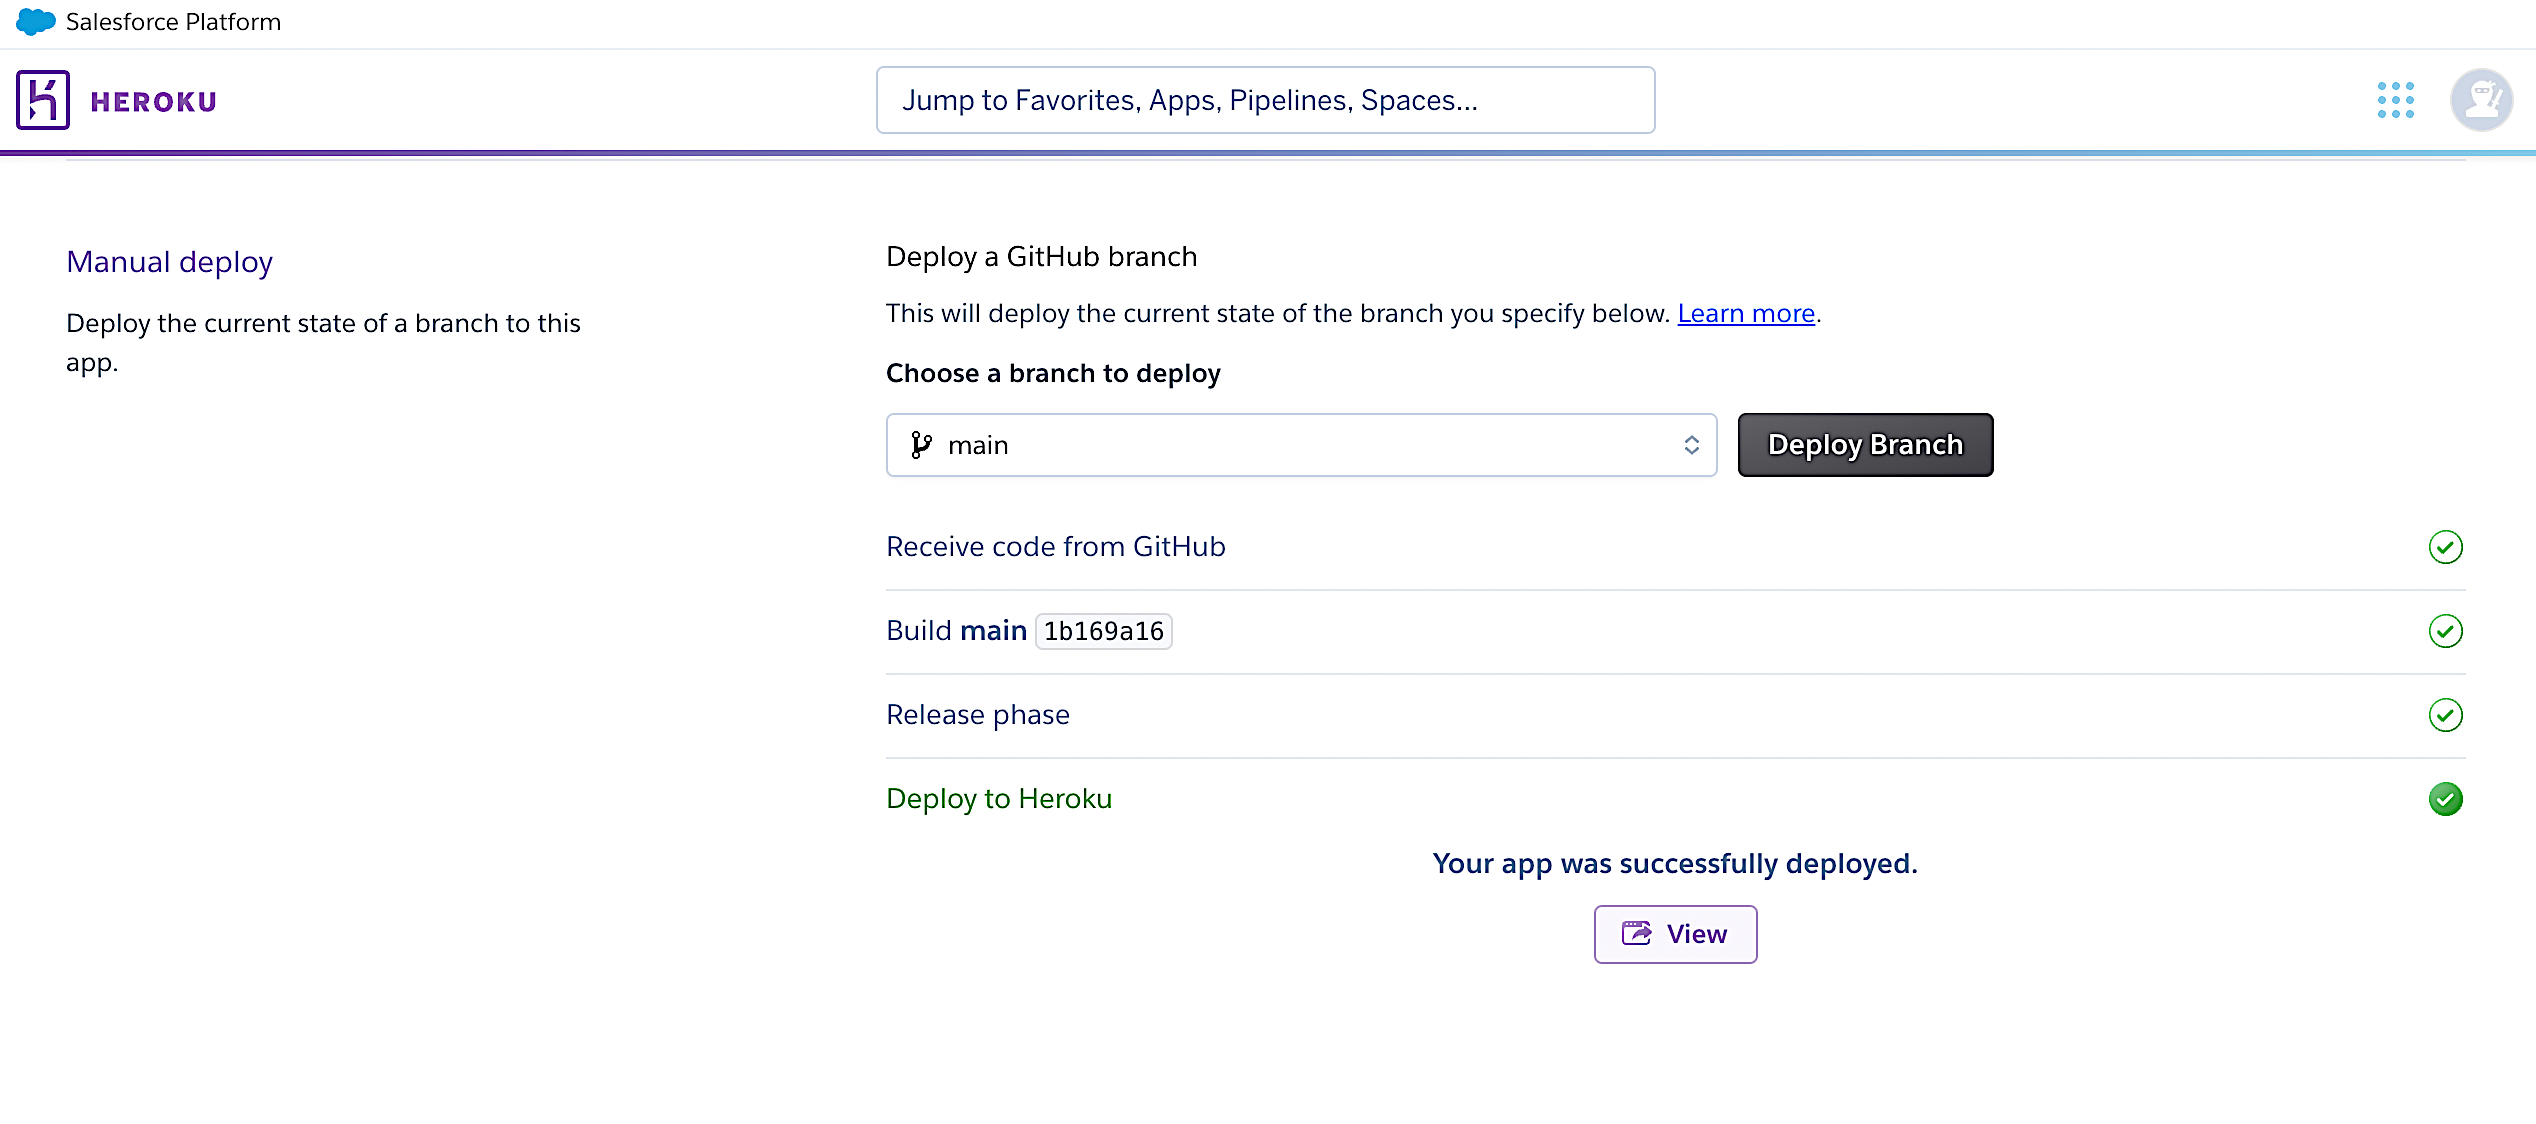 Salesforce Platform
HEROKU
Jump to Favorites, Apps, Pipelines, Spaces...
Manual deploy
Deploy the current state of a branch to this
app.
Deploy a GitHub branch
This will deploy the current state of the branch you specify below. Learn more.
Choose a branch to deploy
main
Deploy Branch
Receive code from GitHub
Build main 1b169a16
Release phase
Deploy to Heroku
Your app was successfully deployed.
View